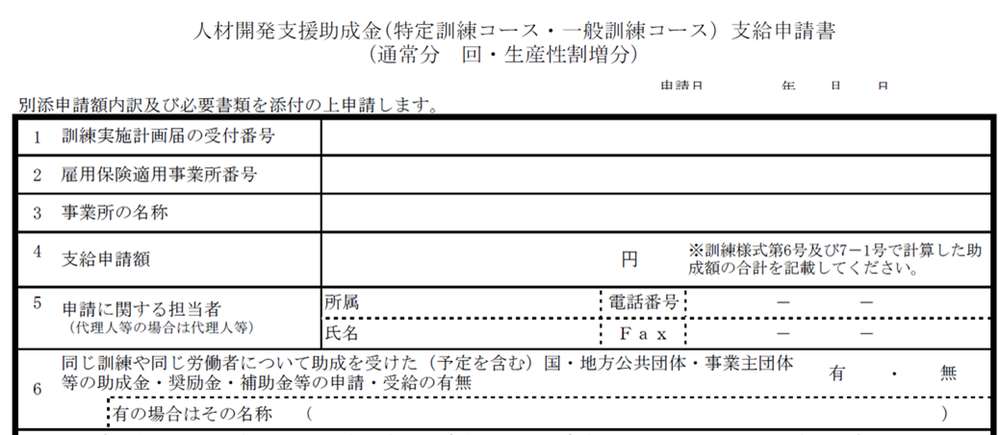 人材開発支援助成金(特定訓練コース・一般訓練コース) 支給申請書
(通常分 回・生産性割増分)
申請日 年 月 日
別添申請額内訳及び必要書類を添付の上申請します。
1 訓練実施計画届の受付番号
2 雇用保険適用事業所番号
3 事業所の名称
4 支給申請額 円 ※訓練様式第6号及び7－1号で計算した助
成額の合計を記載してください。
5 申請に関する担当者
(代理人等の場合は代理人等)
所属 電話番号 － －
氏名 Ｆａｘ － －
6 同じ訓練や同じ労働者について助成を受けた（予定を含む）国・地方公共団体・事業主団体
等の助成金・奨励金・補助金等の申請・受給の有無 有 ・ 無
有の場合はその名称 （ ）